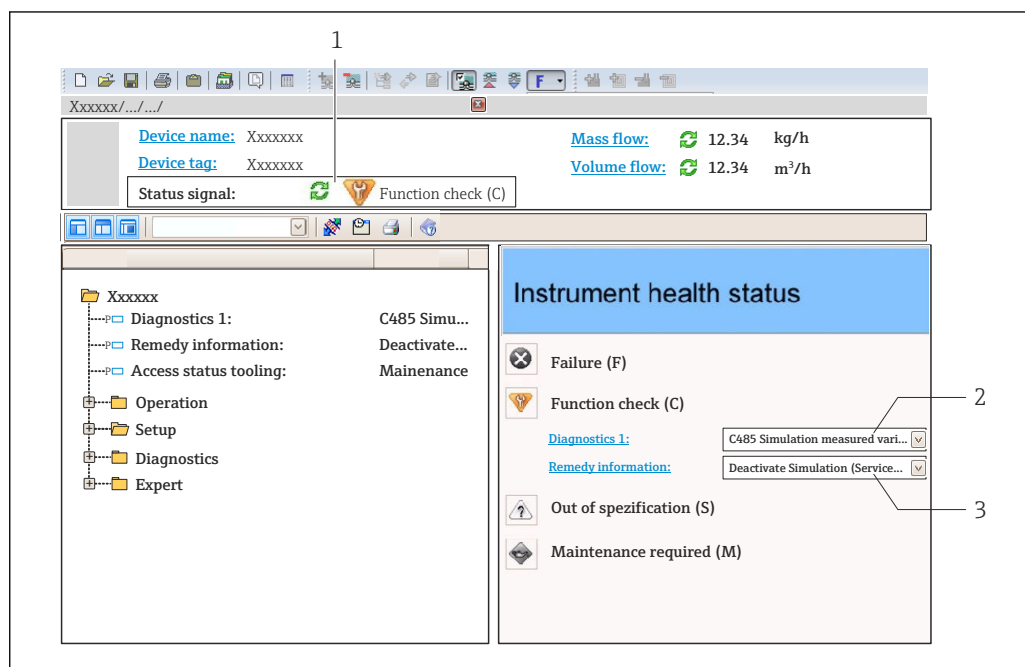 1
F
Xxxxxx/.../.../
Device name: Xxxxxxx
Mass flow: 12.34 kg/h
Device tag: Xxxxxxx
Volume flow: 12.34 m³/h
Status signal: Function check (C)
Xxxxxx
P Diagnostics 1: C485 Simu...
P Remedy information: Deactivate...
P Access status tooling: Mainenance
Operation
Setup
Diagnostics
Expert
Instrument health status
Failure (F)
Function check (C)
2
Diagnostics 1: C485 Simulation measured vari...
Remedy information: Deactivate Simulation (Service...
Out of spezification (S)
3
Maintenance required (M)